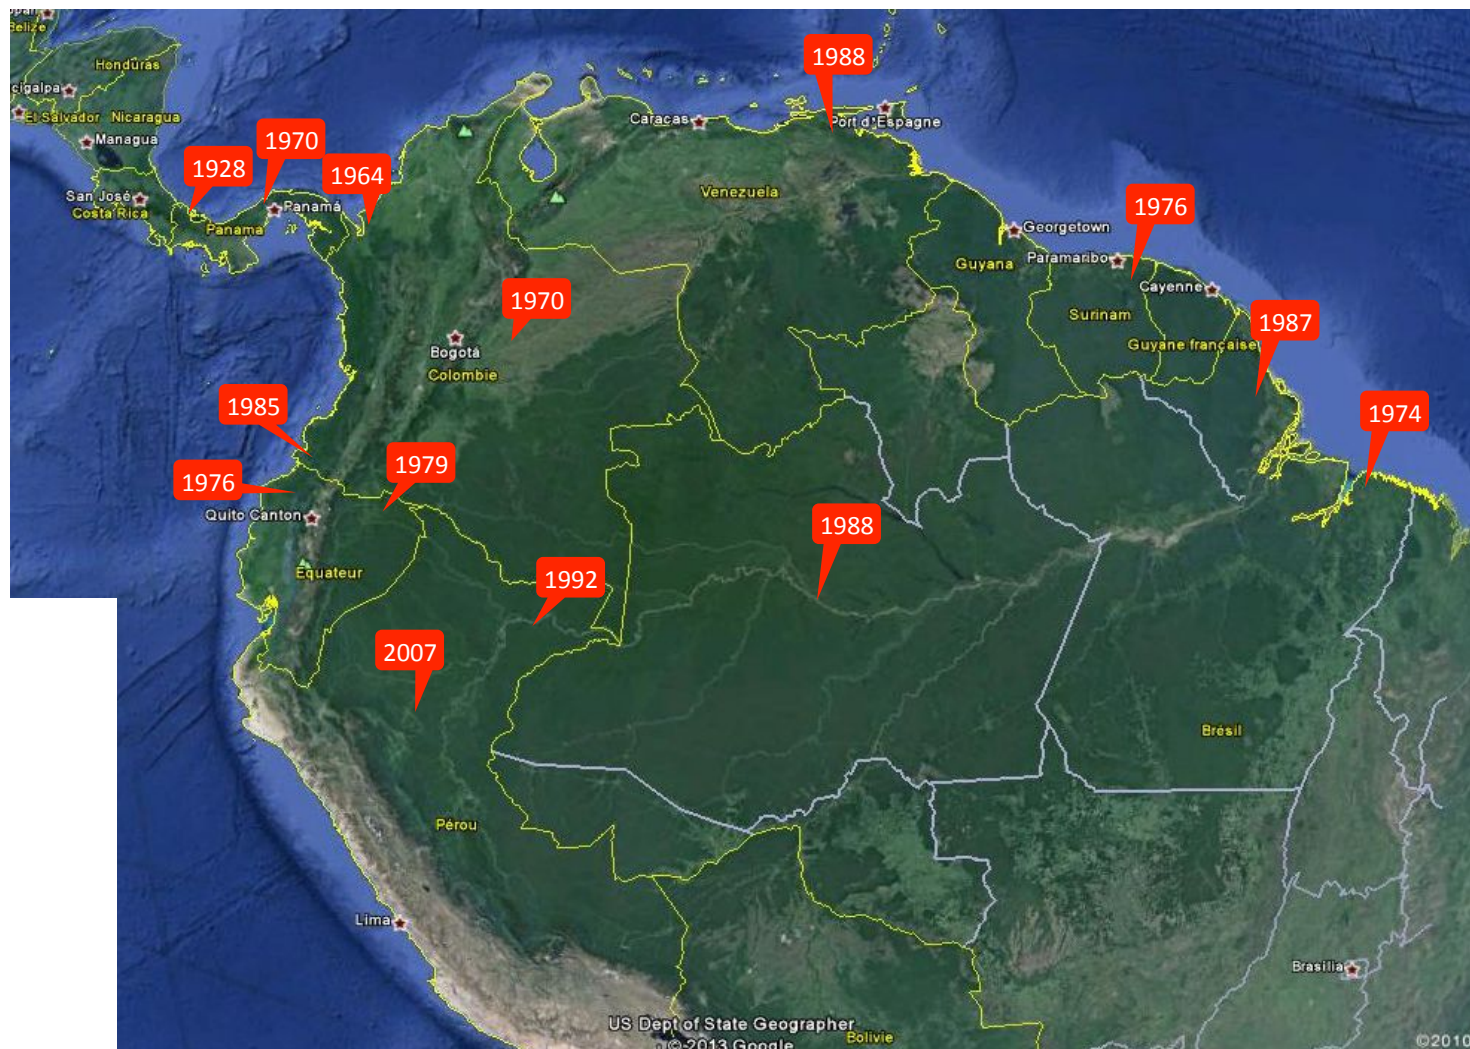 Belize
Honduras
1988
cigalpa
El Salvador
Nicaragua
Managua
Caracas
Port d'Espagne
1970
1928
1964
San José
Costa Rica
Panamá
Panama
Venezuela
1976
Georgetown
Guyana
Paramaribo
Cayenne
1970
Surinam
1987
Guyane française
Bogotá
Colombie
1985
1974
1979
1976
Quito Canton
1988
Équateur
1992
2007
Brésil
Pérou
Lima
Brasilia
US Dept of State Geographer
© 2013 Google
Bolivie
©2010